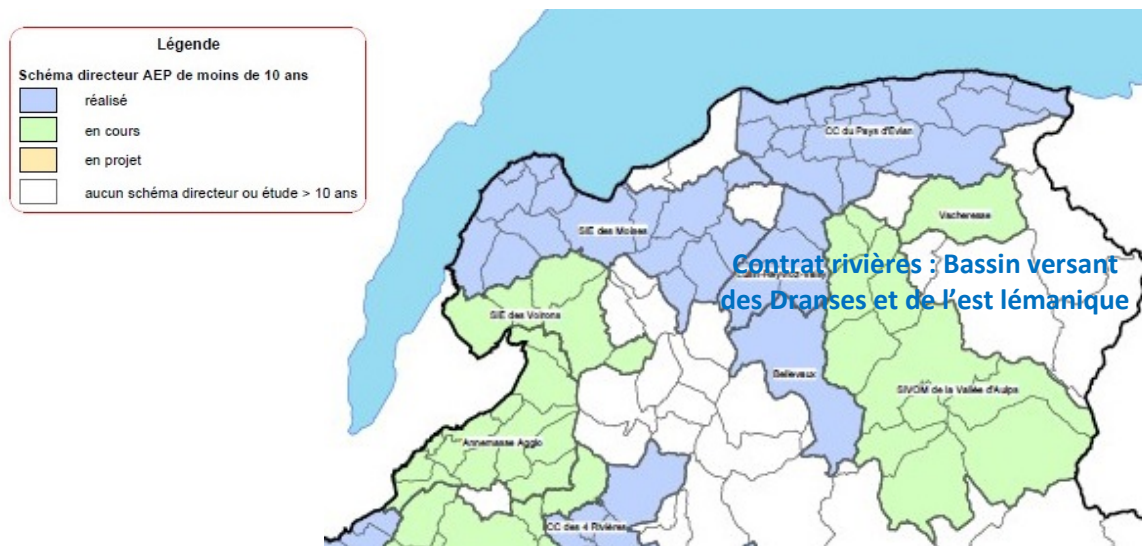 Légende
Schéma directeur AEP de moins de 10 ans
réalisé
en cours
en projet
aucun schéma directeur ou étude > 10 ans
CC du Pays d'Evian
Vacheresse
SIE des Moises
Contrat rivières : Bassin versant
des Dranses et de l'est lémanique
SIE des Voirons
Bellevaux
SIVOM de la Vallée d'Aulps
Annemasse Agglo
CC des 4 Rivières